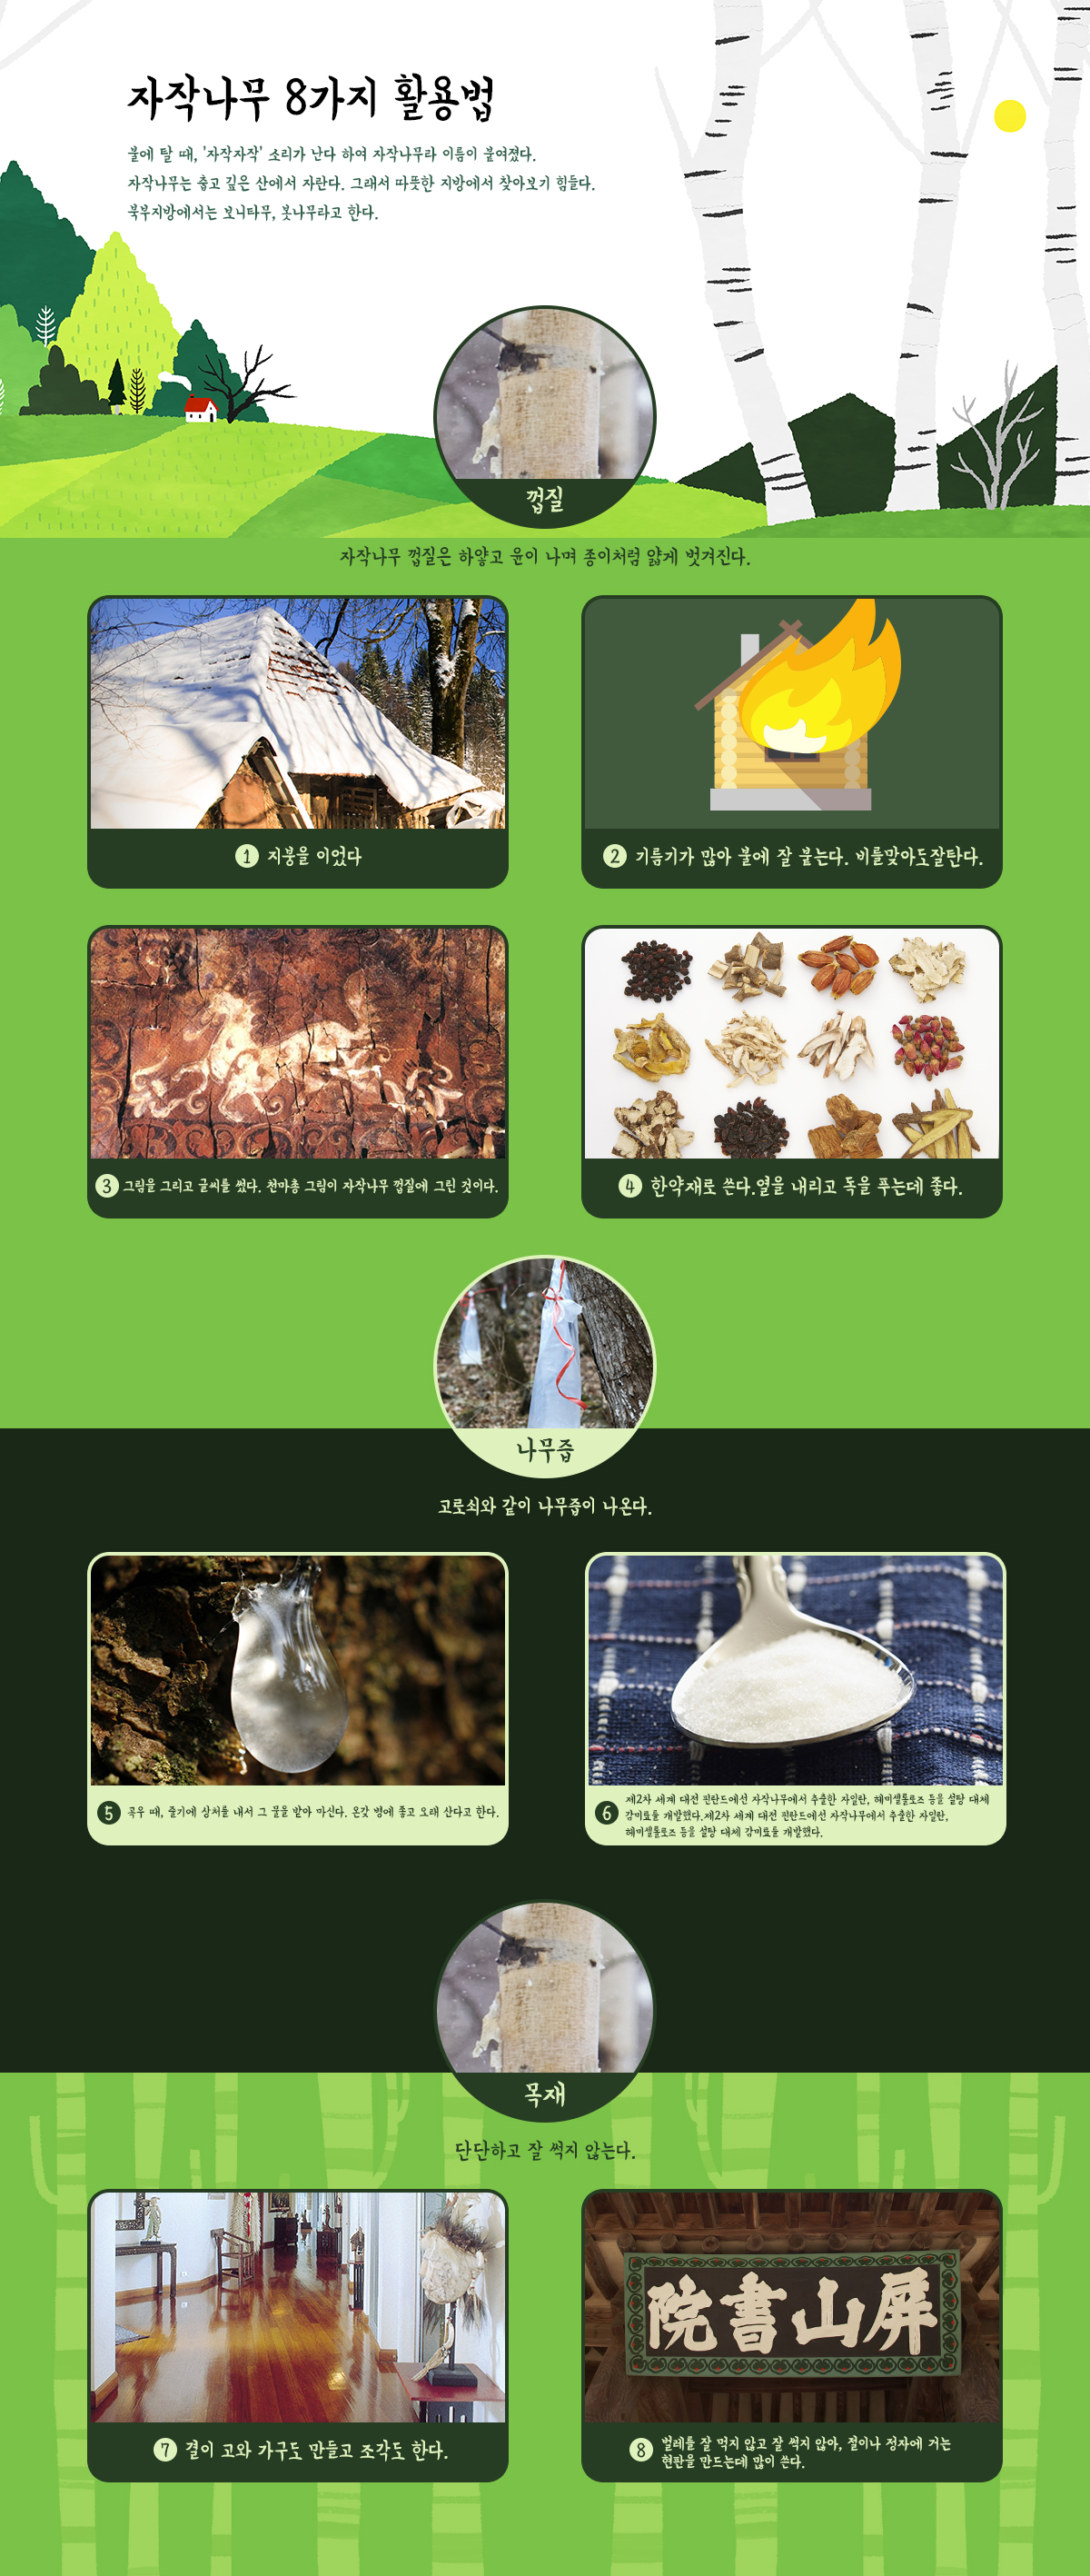 자작나무 8가지 활용법
불에 탈 때, '자작자작' 소리가 난다 하여 자작나무라 이름이 붙여졌다.
자작나무는 춥고 깊은 산에서 자란다. 그래서 따뜻한 지방에서 찾아보기 힘들다.
북부지방에서는 보니타무, 봇나무라고 한다.
껍질
자작나무 껍질은 하얗고 윤이 나며 종이처럼 얇게 벗겨진다.
1 지붕을 이었다
2 기름기가 많아 불에 잘 붙는다. 비를맞아도잘탄다.
3 그림을 그리고 글씨를 썼다. 천마총 그림이 자작나무 껍질에 그린 것이다.
4 한약재로 쓴다.열을 내리고 독을 푸는데 좋다.
나무즙
고로쇠와 같이 나무즙이 나온다.
5 곡우 때, 줄기에 상처를 내서 그 물을 받아 마신다. 온갖 병에 좋고 오래 산다고 한다.
6 제2차 세계 대전 핀란드에선 자작나무에서 추출한 자일란, 헤미셀룰로즈 등을 설탕 대체
감미료를 개발했다.제2차 세계 대전 핀란드에선 자작나무에서 추출한 자일란,
헤미셀룰로즈 등을 설탕 대체 감미료를 개발했다.
목재
단단하고 잘 썩지 않는다.
院書山屏
7 결이 고와 가구도 만들고 조각도 한다.
8 벌레를 잘 먹지 않고 잘 썩지 않아, 절이나 정자에 거는
현판을 만드는데 많이 쓴다.